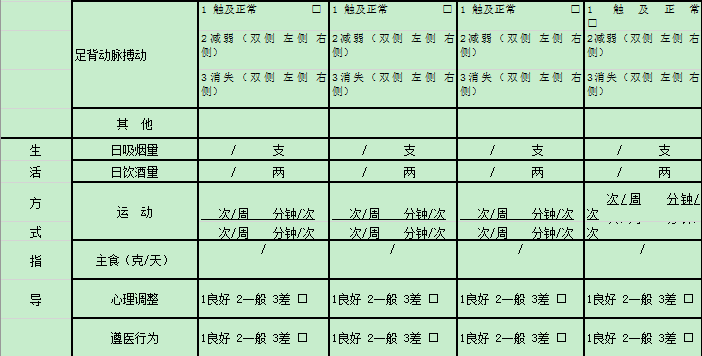 1 触及正常 □ 1 触及正常 □ 1 触及正常 □ 1 触及正常
□
足背动脉搏动 2减弱（双侧 左侧 右 2减弱（双侧 左侧 右 2减弱（双侧 左侧 右 2减弱（双侧 左侧 右
侧） 侧） 侧） 侧）
3消失（双侧 左侧 右 3消失（双侧 左侧 右 3消失（双侧 左侧 右 3消失（双侧 左侧 右
侧） 侧） 侧） 侧）
其 他
生 日吸烟量 / 支 / 支 / 支 / 支
活 日饮酒量 / 两 / 两 / 两 / 两
方 运 动 次/周 分钟/次 次/周 分钟/次 次/周 分钟/次 次/周 分钟/
次
式 次/周 分钟/次 次/周 分钟/次 次/周 分钟/次 次/周 分钟/
次
指 主食（克/天） / / / /
导 心理调整 1良好 2一般 3差 □ 1良好 2一般 3差 □ 1良好 2一般 3差 □ 1良好 2一般 3差 □
遵医行为 1良好 2一般 3差 □ 1良好 2一般 3差 □ 1良好 2一般 3差 □ 1良好 2一般 3差 □